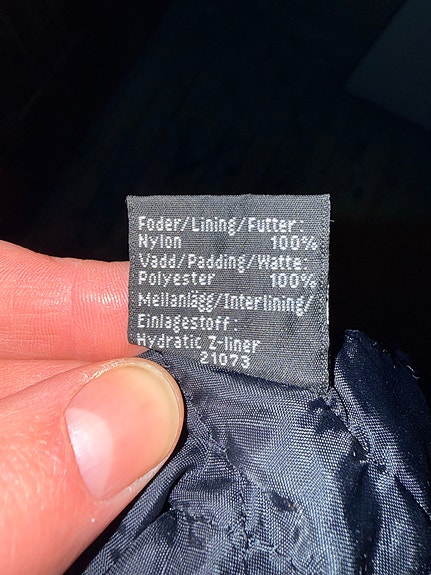 Foder/Lining/Futter:
Nylon 100%
Vadd/Padding/Watte:
Polyester 100%
Mellanlägg/Interlining/
Einlagestoff:
Hydratic Z-liner
21073